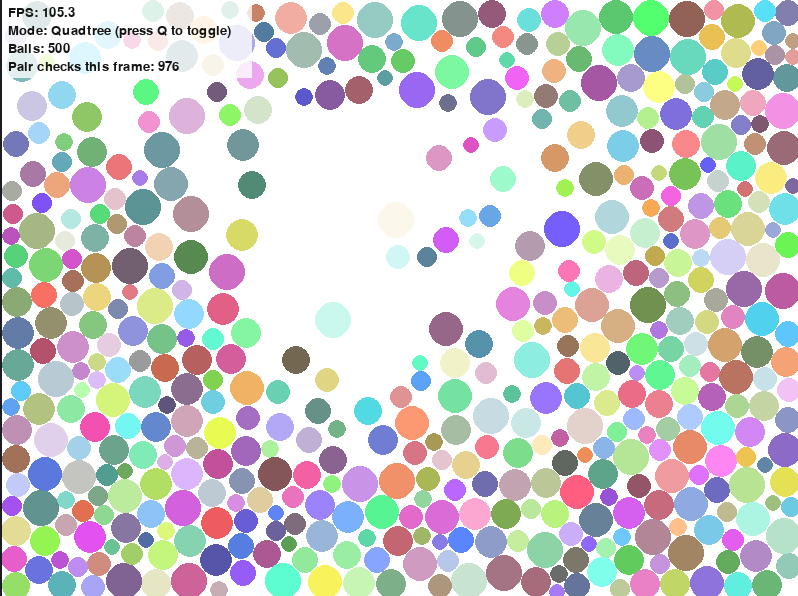 FPS: 105.3
Mode: Quadtree (press Q to toggle)
Balls: 500
Pair checks this frame: 976